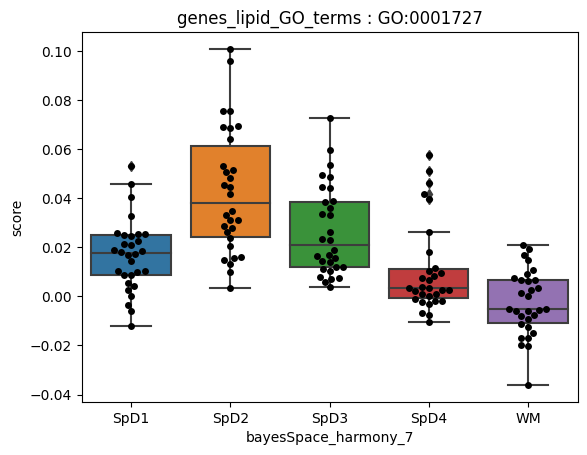 genes_lipid_GO_terms : GO:0001727
0.10
0.08
0.06
0.04
0.02
0.00
−0.02
−0.04
score
SpD1 SpD2 SpD3 SpD4 WM
bayesSpace_harmony_7